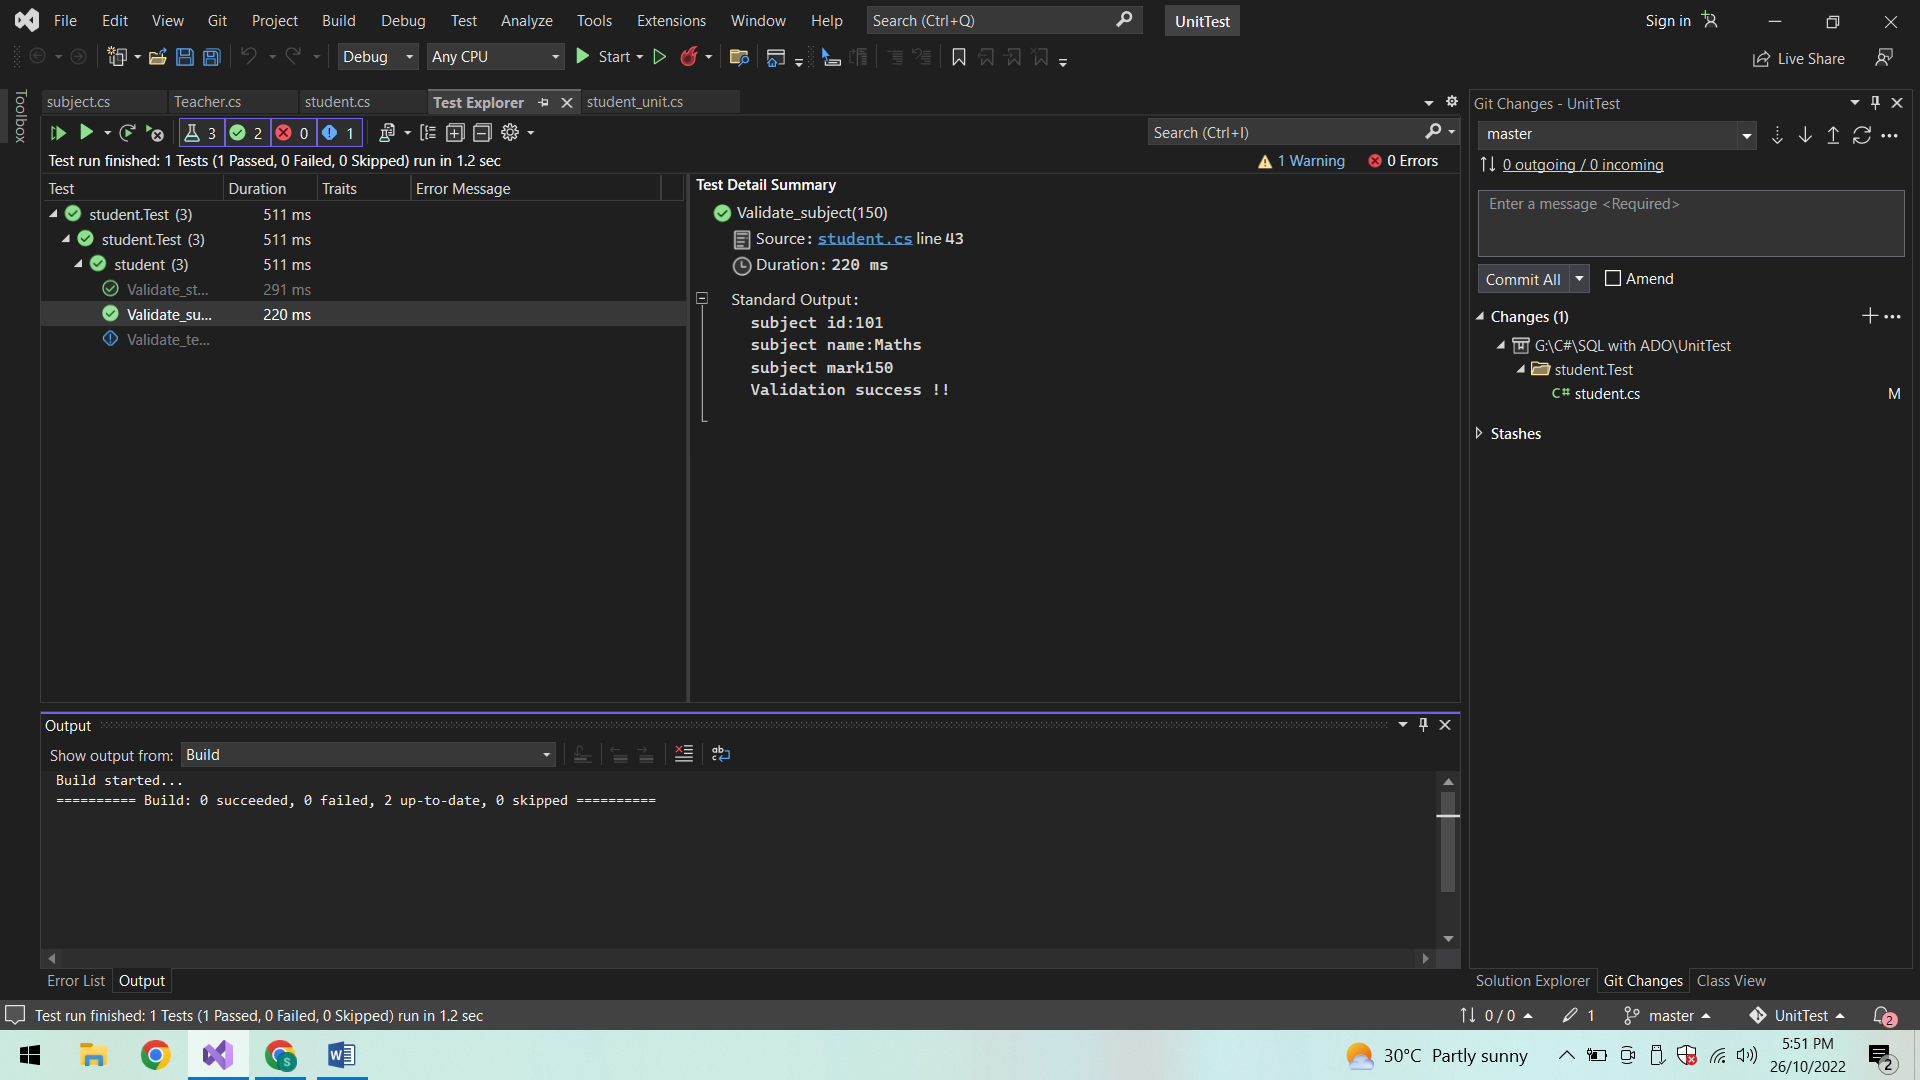 File Edit View Git Project Build Debug Test Analyze Tools Extensions Window Help Search (Ctrl+Q) UnitTest Sign in
Debug Any CPU Start Live Share
Toolbox
subject.cs Teacher.cs student.cs Test Explorer student_unit.cs
3 2 0 1 Search (Ctrl+I)
Test run finished: 1 Tests (1 Passed, 0 Failed, 0 Skipped) run in 1.2 sec 1 Warning 0 Errors
Test Duration Traits Error Message
student.Test (3) 511 ms
student.Test (3) 511 ms
student (3) 511 ms
Validate_st... 291 ms
Validate_su... 220 ms
Validate_te...
Test Detail Summary
Validate_subject(150)
Source: student.cs line 43
Duration: 220 ms
Standard Output:
subject id:101
subject name:Maths
subject mark150
Validation success !!
Git Changes - UnitTest
master
0 outgoing / 0 incoming
Enter a message <Required>
Commit All Amend
Changes (1)
G:\C#\SQL with ADO\UnitTest
student.Test
C# student.cs M
Stashes
Output
Show output from: Build
Build started...
========== Build: 0 succeeded, 0 failed, 2 up-to-date, 0 skipped ==========
Error List Output
Solution Explorer Git Changes Class View
Test run finished: 1 Tests (1 Passed, 0 Failed, 0 Skipped) run in 1.2 sec 0 / 0 1 master UnitTest 2
S W 30°C Partly sunny 5:51 PM
26/10/2022 2